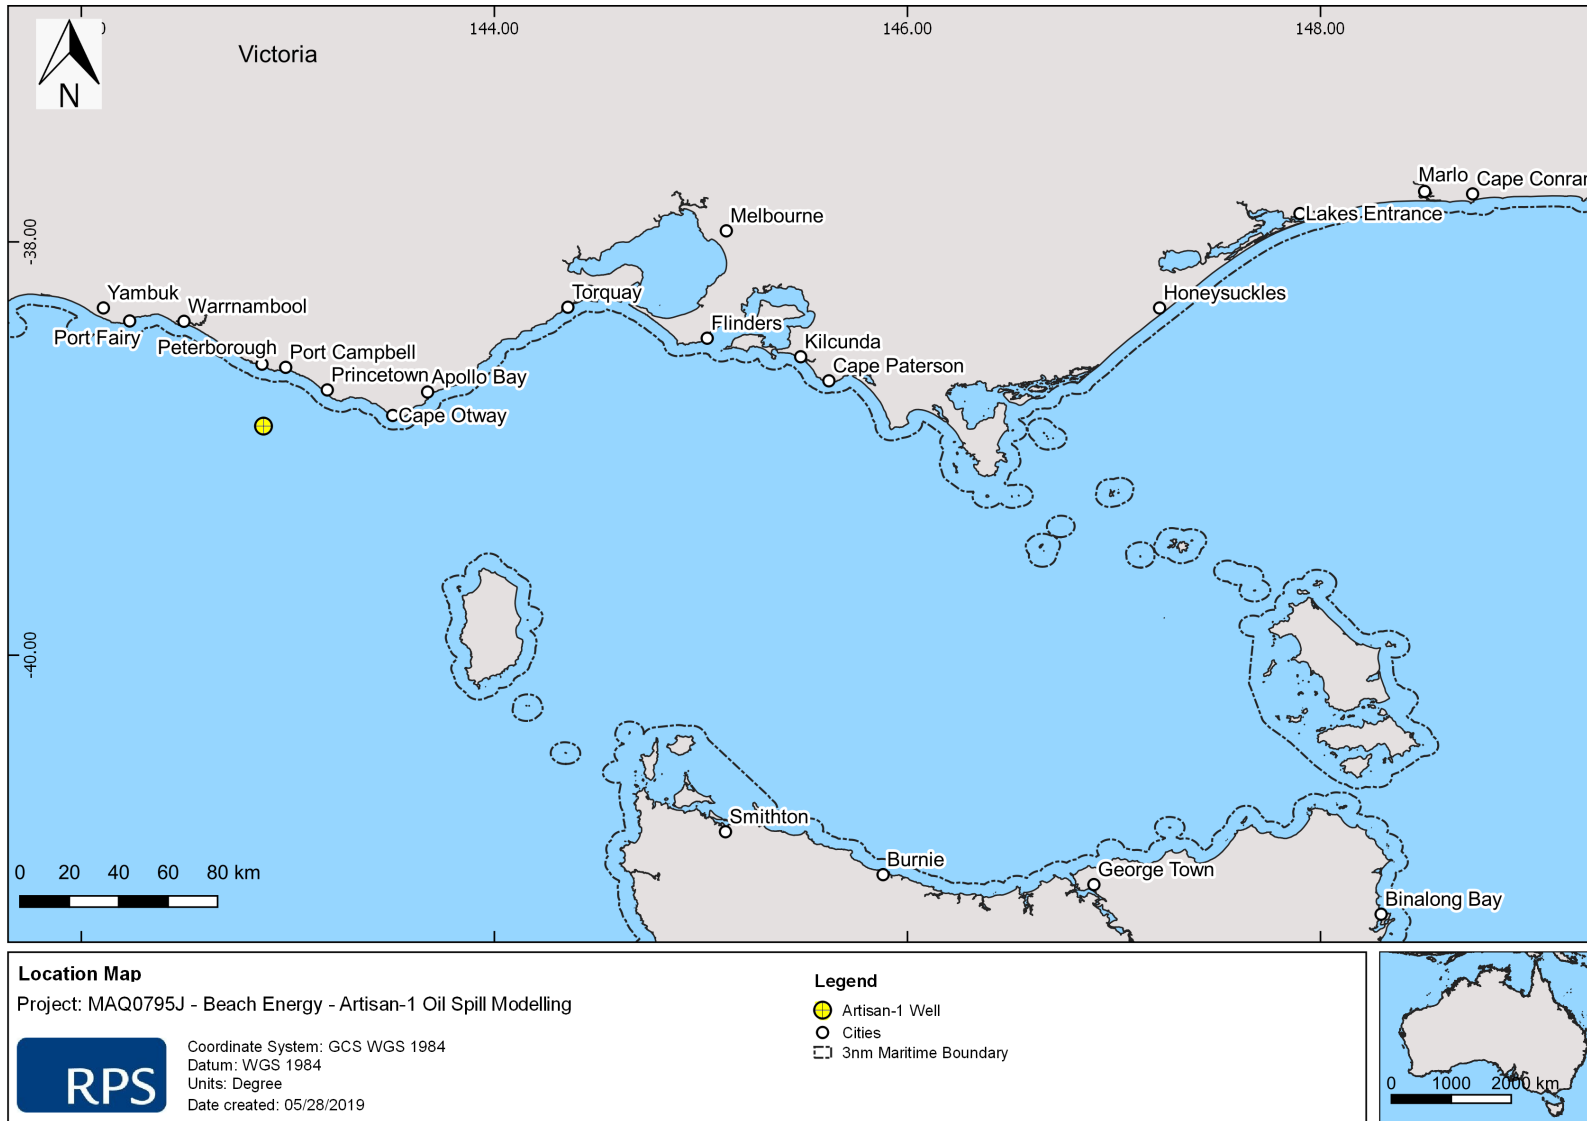 144.00
146.00
148.00
Victoria
N
Marlo
Cape Conran
Melbourne
Lakes Entrance
-38.00
Yambuk
Warrnambool
Torquay
Honeysuckles
Port Fairy
Flinders
Peterborough
Port Campbell
Kilcunda
Princetown
Apollo Bay
Cape Paterson
Cape Otway
-40.00
Smithton
Burnie
George Town
Binalong Bay
0 20 40 60 80 km
Location Map
Project: MAQ0795J - Beach Energy - Artisan-1 Oil Spill Modelling
RPS
Coordinate System: GCS WGS 1984
Datum: WGS 1984
Units: Degree
Date created: 05/28/2019
Legend
Artisan-1 Well
Cities
3nm Maritime Boundary
0 1000 2000 km